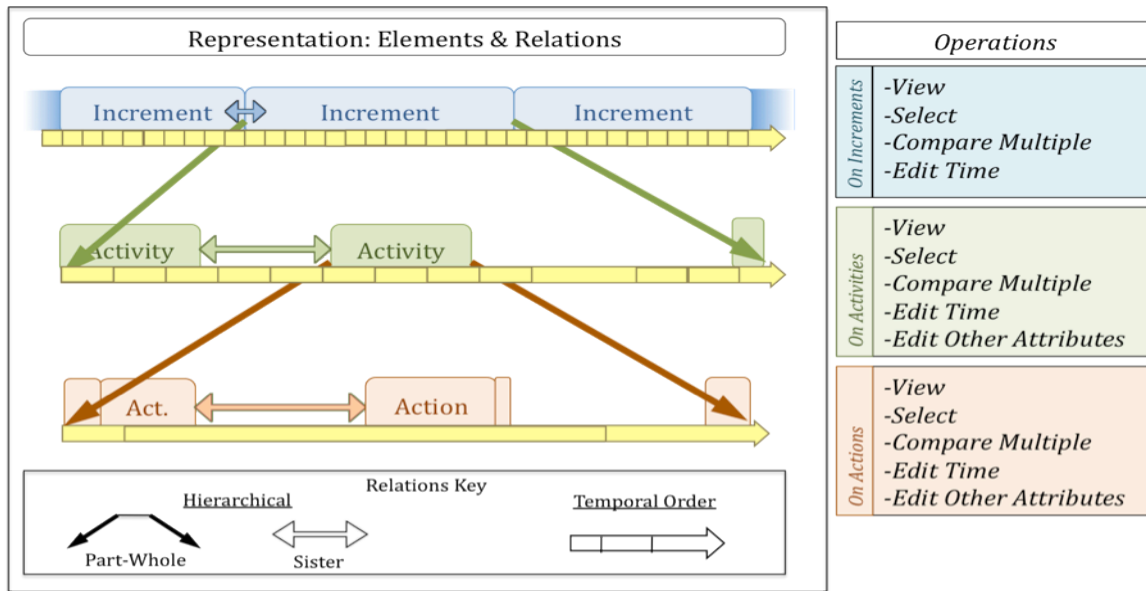 Representation: Elements & Relations
Increment
Increment
Increment
Activity
Activity
Act.
Action
Relations Key
Hierarchical
Temporal Order
Part-Whole
Sister
Operations
On Increments
-View
-Select
-Compare Multiple
-Edit Time
On Activities
-View
-Select
-Compare Multiple
-Edit Time
-Edit Other Attributes
On Actions
-View
-Select
-Compare Multiple
-Edit Time
-Edit Other Attributes